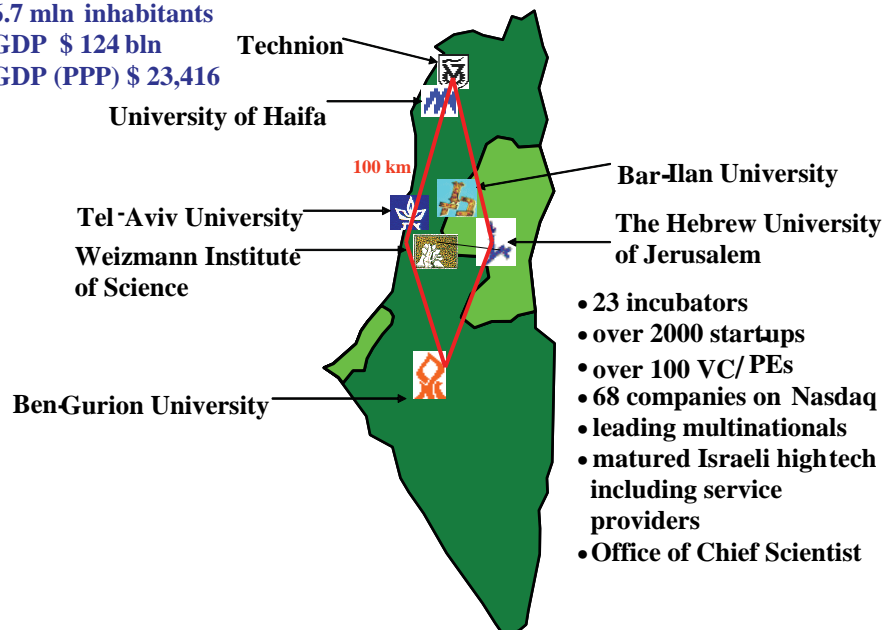 6.7 mln inhabitants
GDP $ 124 bln
GDP (PPP) $ 23,416
Technion
University of Haifa
100 km
Bar-Ilan University
Tel-Aviv University
The Hebrew University
of Jerusalem
Weizmann Institute
of Science
Ben-Gurion University
• 23 incubators
• over 2000 start-ups
• over 100 VC/ PEs
• 68 companies on Nasdaq
• leading multinationals
• matured Israeli hightech
including service
providers
• Office of Chief Scientist